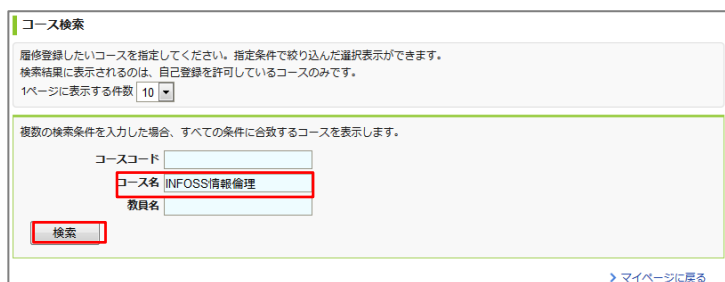 コース検索
履修登録したいコースを指定してください。指定条件で絞り込んだ選択表示ができます。
検索結果に表示されるのは、自己登録を許可しているコースのみです。
1ページに表示する件数 10
複数の検索条件を入力した場合、すべての条件に合致するコースを表示します。
コースコード
コース名 INFOSS情報倫理
教員名
検索
マイページに戻る